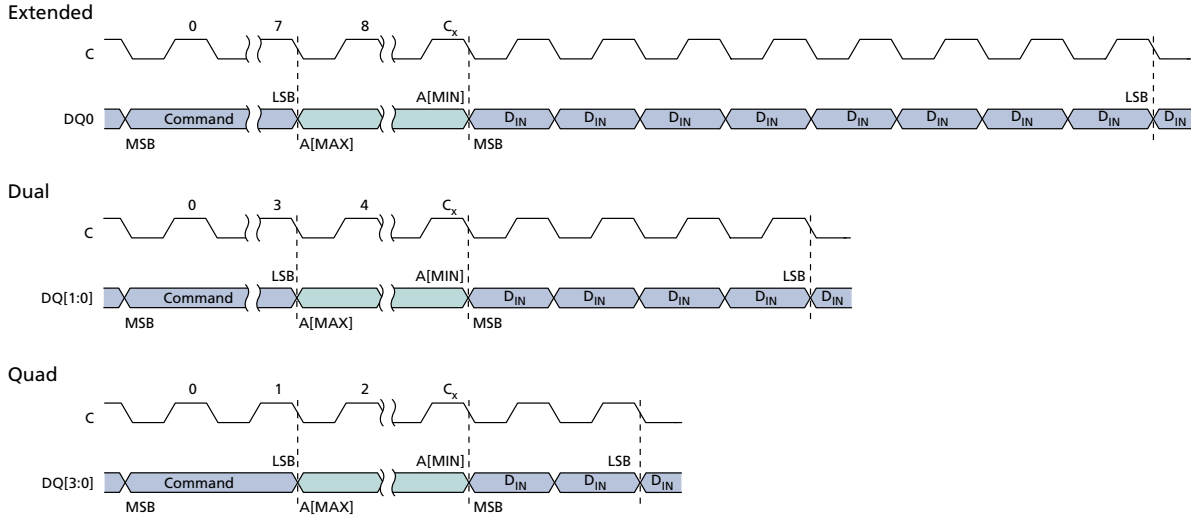 Extended
0 7 8 Cx
C
LSB A[MIN] LSB
DQ0 Command DIN DIN DIN DIN DIN DIN DIN DIN DIN
MSB A[MAX] MSB
Dual
0 3 4 Cx
C
LSB A[MIN] LSB
DQ[1:0] Command DIN DIN DIN DIN DIN
MSB A[MAX] MSB
Quad
0 1 2 Cx
C
LSB A[MIN] LSB
DQ[3:0] Command DIN DIN DIN
MSB A[MAX] MSB